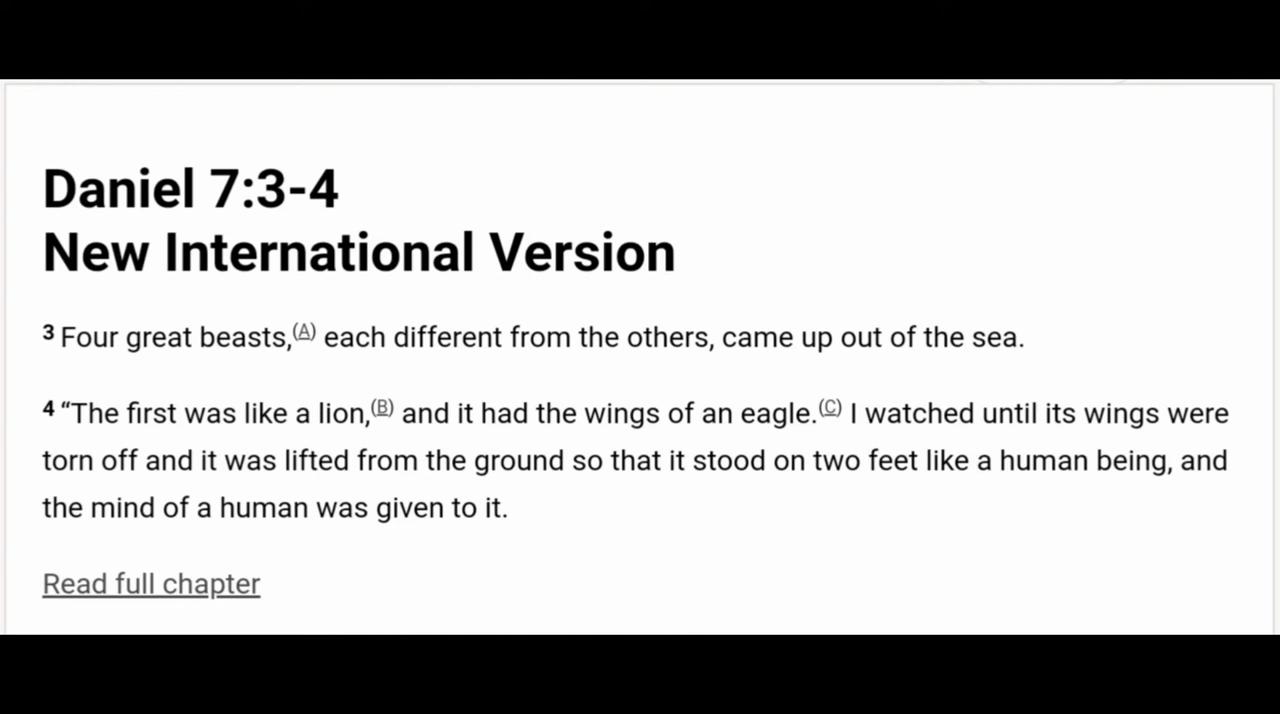 Daniel 7:3-4
New International Version
3 Four great beasts,(A) each different from the others, came up out of the sea.
4 “The first was like a lion,(B) and it had the wings of an eagle.(C) I watched until its wings were
torn off and it was lifted from the ground so that it stood on two feet like a human being, and
the mind of a human was given to it.
Read full chapter